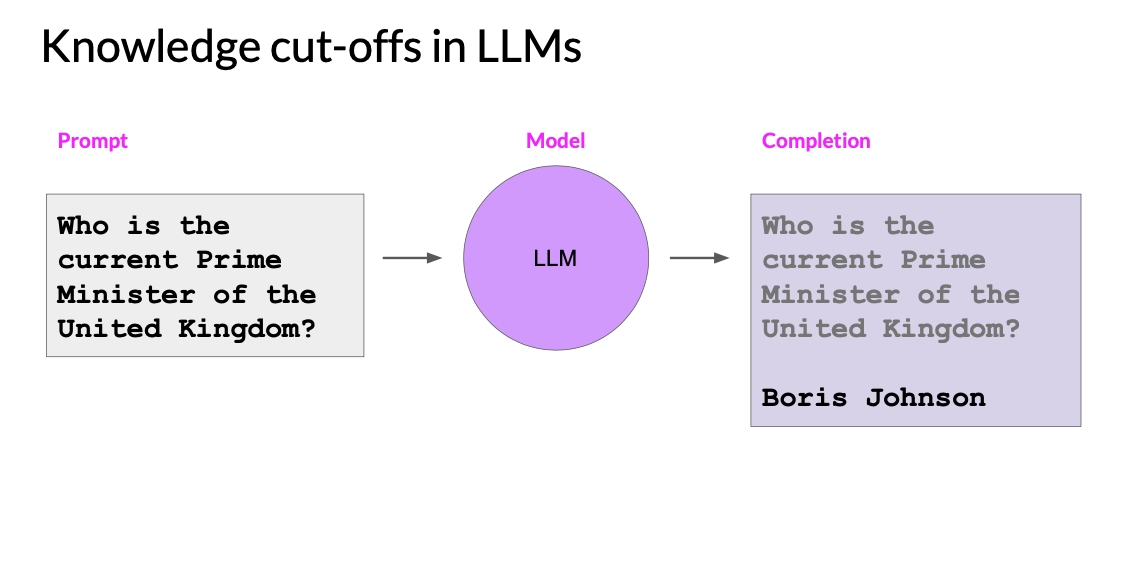 Knowledge cut-offs in LLMs
Prompt
Model
Completion
Who is the
current Prime
Minister of the
United Kingdom?
LLM
Who is the
current Prime
Minister of the
United Kingdom?
Boris Johnson